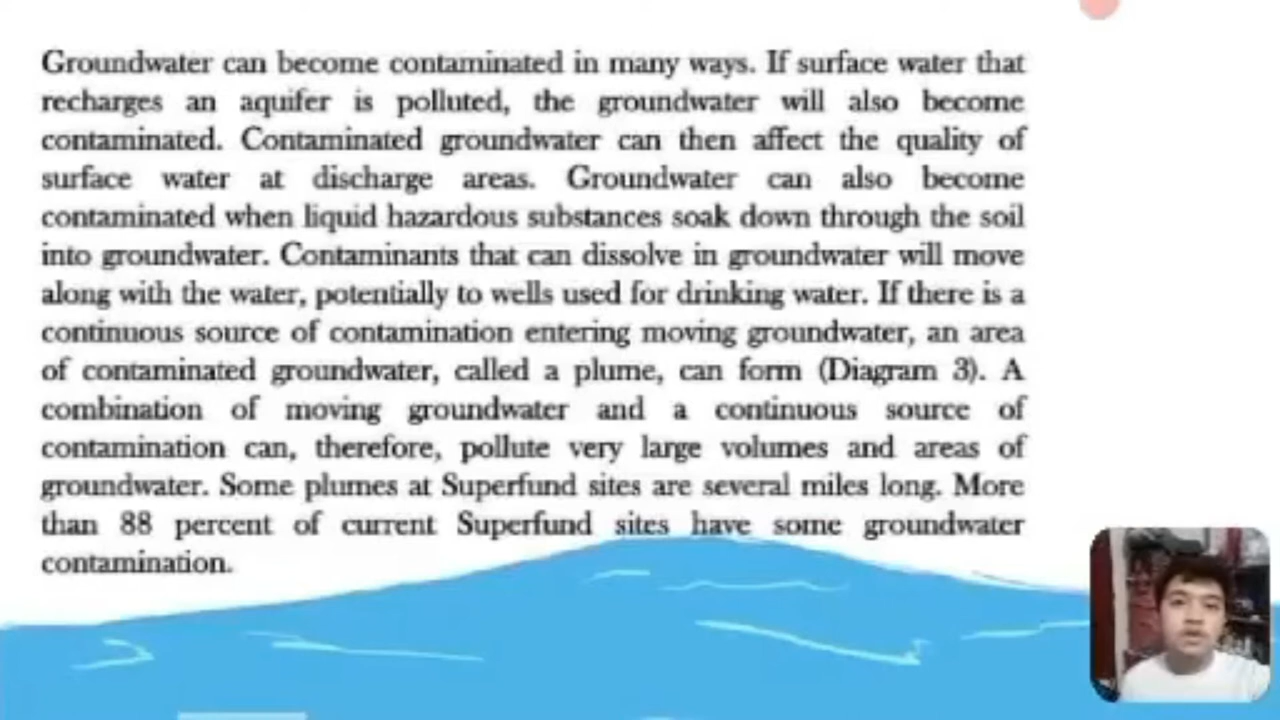 Groundwater can become contaminated in many ways. If surface water that
recharges an aquifer is polluted, the groundwater will also become
contaminated. Contaminated groundwater can then affect the quality of
surface water at discharge areas. Groundwater can also become
contaminated when liquid hazardous substances soak down through the soil
into groundwater. Contaminants that can dissolve in groundwater will move
along with the water, potentially to wells used for drinking water. If there is a
continuous source of contamination entering moving groundwater, an area
of contaminated groundwater, called a plume, can form (Diagram 3). A
combination of moving groundwater and a continuous source of
contamination can, therefore, pollute very large volumes and areas of
groundwater. Some plumes at Superfund sites are several miles long. More
than 88 percent of current Superfund sites have some groundwater
contamination.